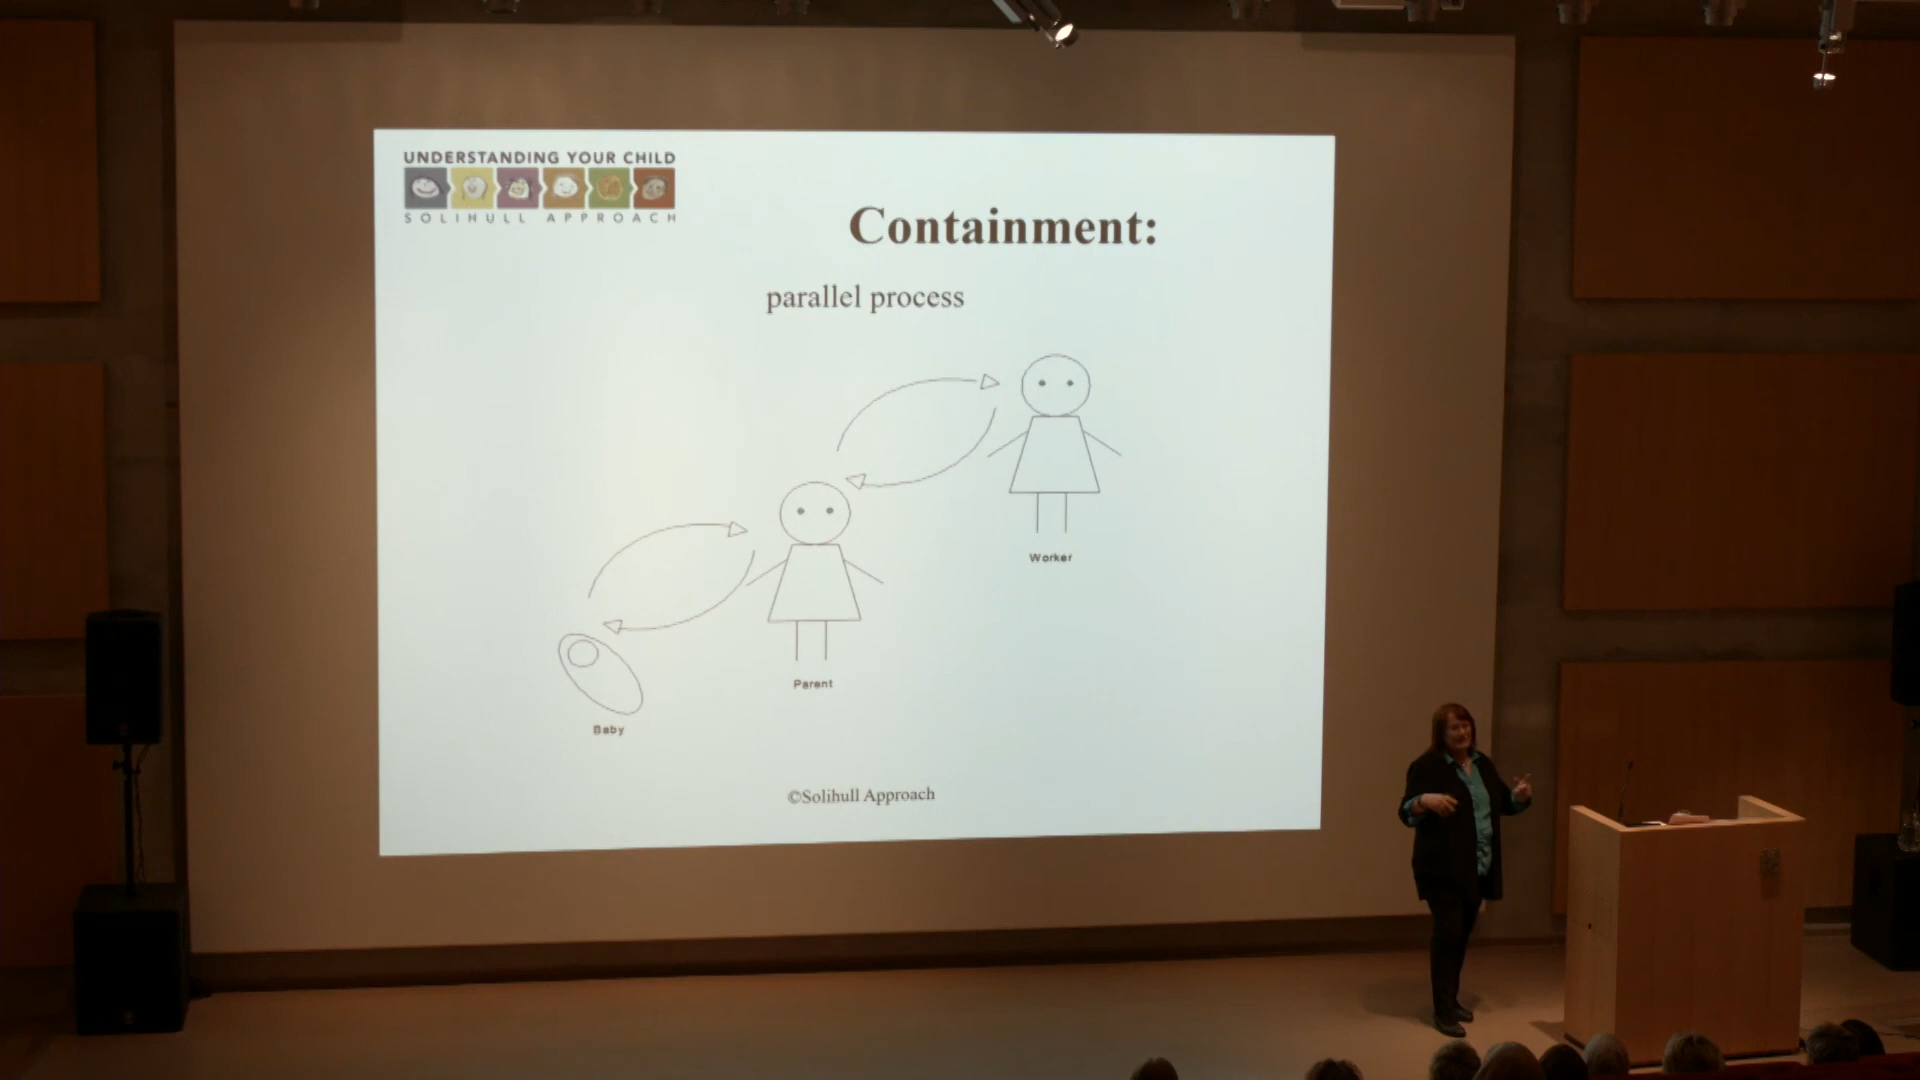 UNDERSTANDING YOUR CHILD
SOLIHULL APPROACH
Containment:
parallel process
Worker
Parent
Baby
©Solihull Approach